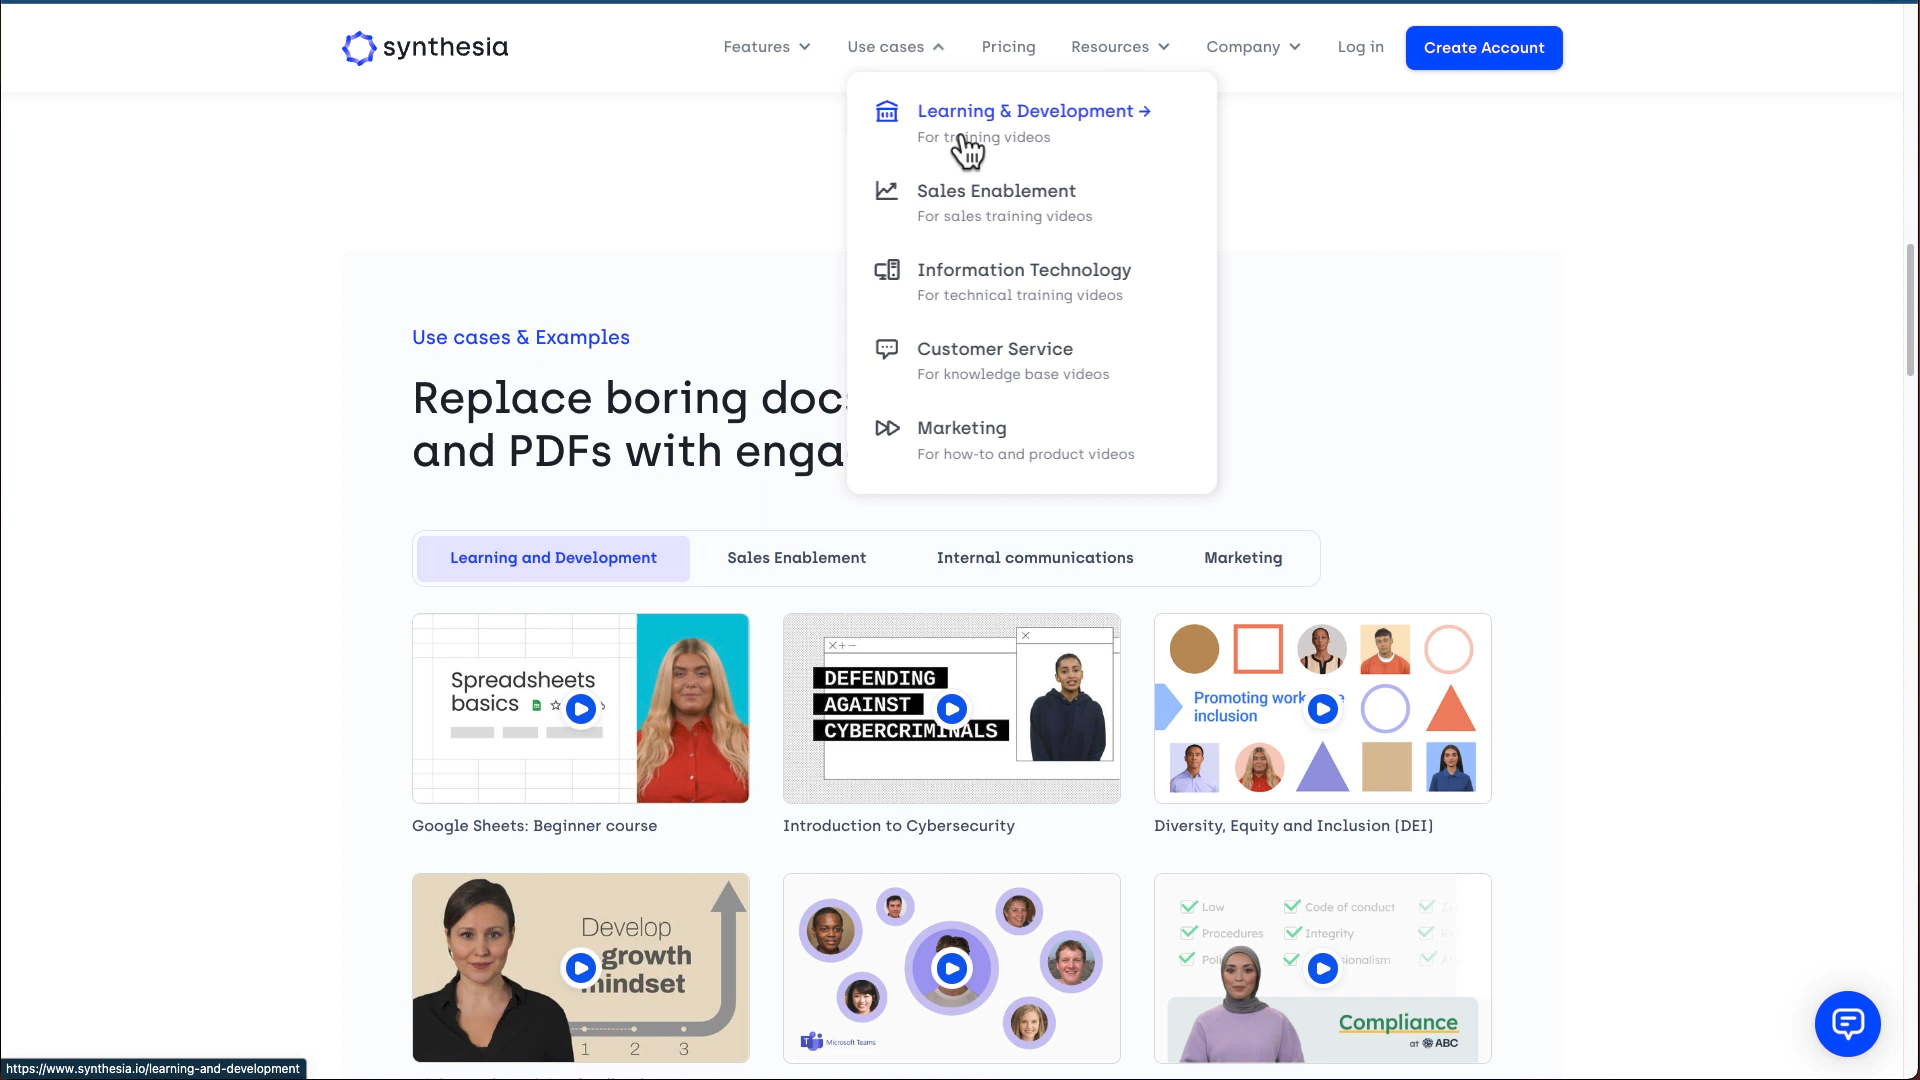 synthesia
Features
Use cases
Pricing
Resources
Company
Log in
Create Account
Learning & Development →
For training videos
Sales Enablement
For sales training videos
Information Technology
For technical training videos
Customer Service
For knowledge base videos
Marketing
For how-to and product videos
Use cases & Examples
Replace boring docs
and PDFs with enga
Learning and Development
Sales Enablement
Internal communications
Marketing
Spreadsheets
basics
DEFENDING
AGAINST
CYBERCRIMINALS
Promoting work
inclusion
Google Sheets: Beginner course
Introduction to Cybersecurity
Diversity, Equity and Inclusion (DEI)
Develop
growth
mindset
1 2 3
Microsoft Teams
Law
Code of conduct
Procedures
Integrity
Compliance
at ABC
https://www.synthesia.io/learning-and-development